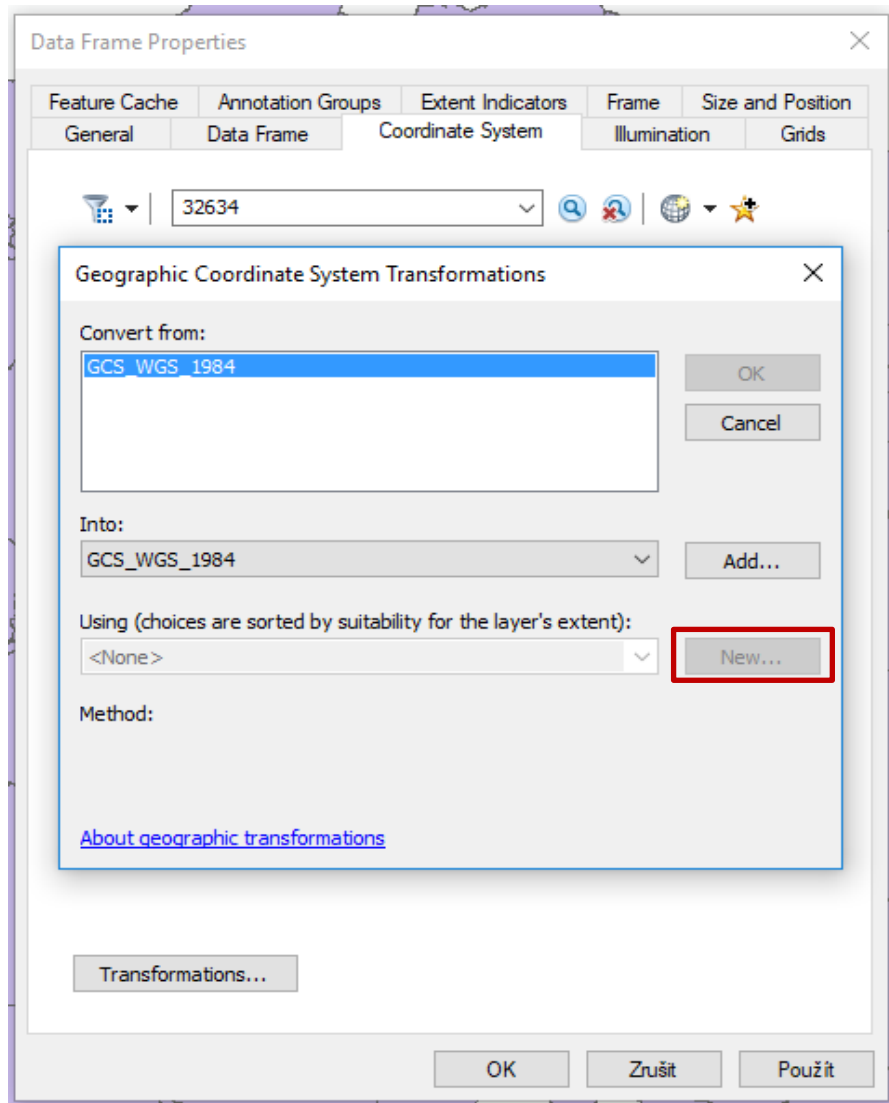 Data Frame Properties
Feature Cache Annotation Groups Extent Indicators Frame Size and Position
General Data Frame Coordinate System Illumination Grids
32634
Geographic Coordinate System Transformations
Convert from:
GCS_WGS_1984
OK
Cancel
Into:
GCS_WGS_1984
Add...
Using (choices are sorted by suitability for the layer's extent):
<None>
New...
Method:
About geographic transformations
Transformations...
OK Zrušit Použít